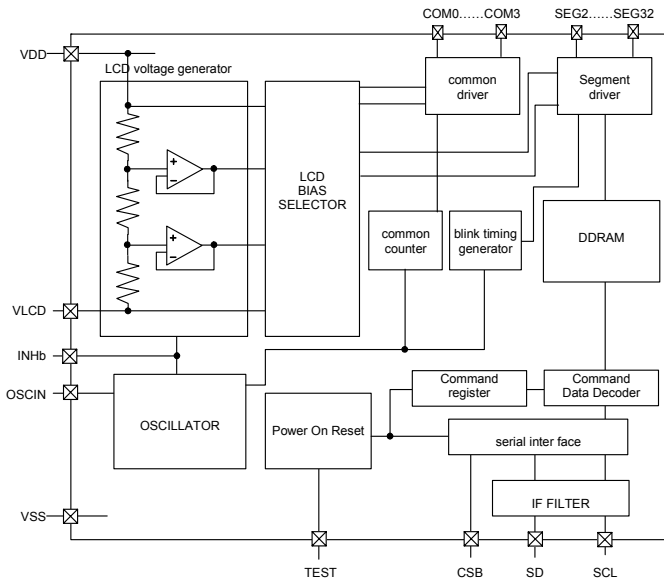 COM0……COM3
SEG2……SEG32
VDD
LCD voltage generator
common
driver
Segment
driver
+
−
LCD
BIAS
SELECTOR
common
counter
blink timing
generator
DDRAM
+
−
VLCD
INHb
OSCIN
OSCILLATOR
Command
register
Command
Data Decoder
Power On Reset
serial inter face
IF FILTER
VSS
TEST
CSB
SD
SCL